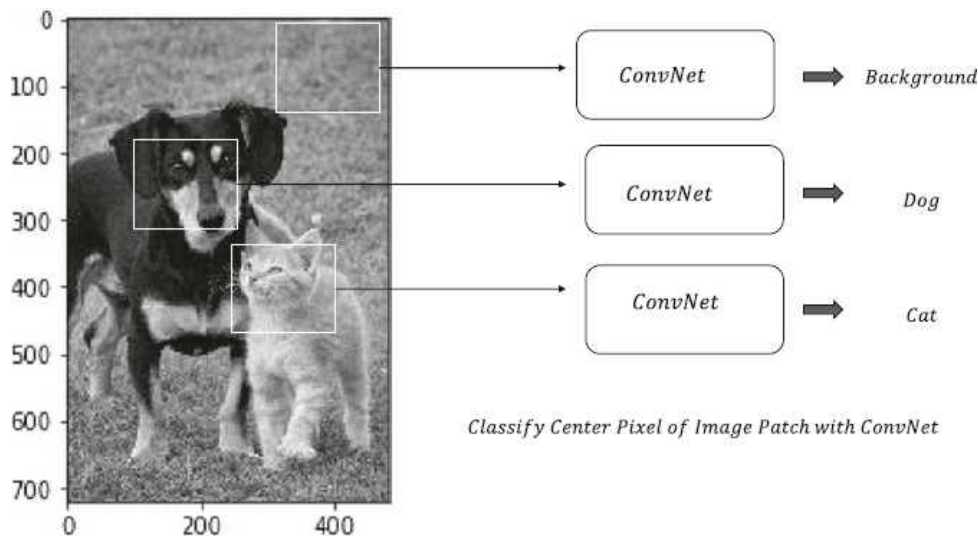 0
100
200
300
400
500
600
700
0 200 400
ConvNet
Background
ConvNet
Dog
ConvNet
Cat
Classify Center Pixel of Image Patch with ConvNet